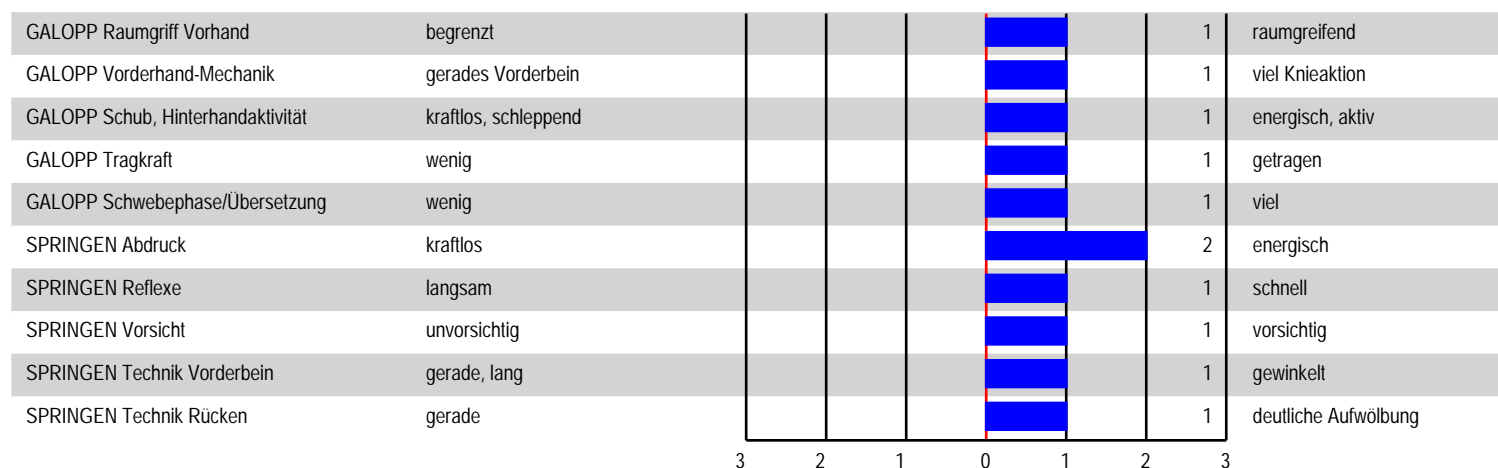 GALOPP Raumgriff Vorhand begrenzt 1 raumgreifend
GALOPP Vorderhand-Mechanik gerades Vorderbein 1 viel Knieaktion
GALOPP Schub, Hinterhandaktivität kraftlos, schleppend 1 energisch, aktiv
GALOPP Tragkraft wenig 1 getragen
GALOPP Schwebephase/Übersetzung wenig 1 viel
SPRINGEN Abdruck kraftlos 2 energisch
SPRINGEN Reflexe langsam 1 schnell
SPRINGEN Vorsicht unvorsichtig 1 vorsichtig
SPRINGEN Technik Vorderbein gerade, lang 1 gewinkelt
SPRINGEN Technik Rücken gerade 1 deutliche Aufwölbung
3 2 1 0 1 2 3